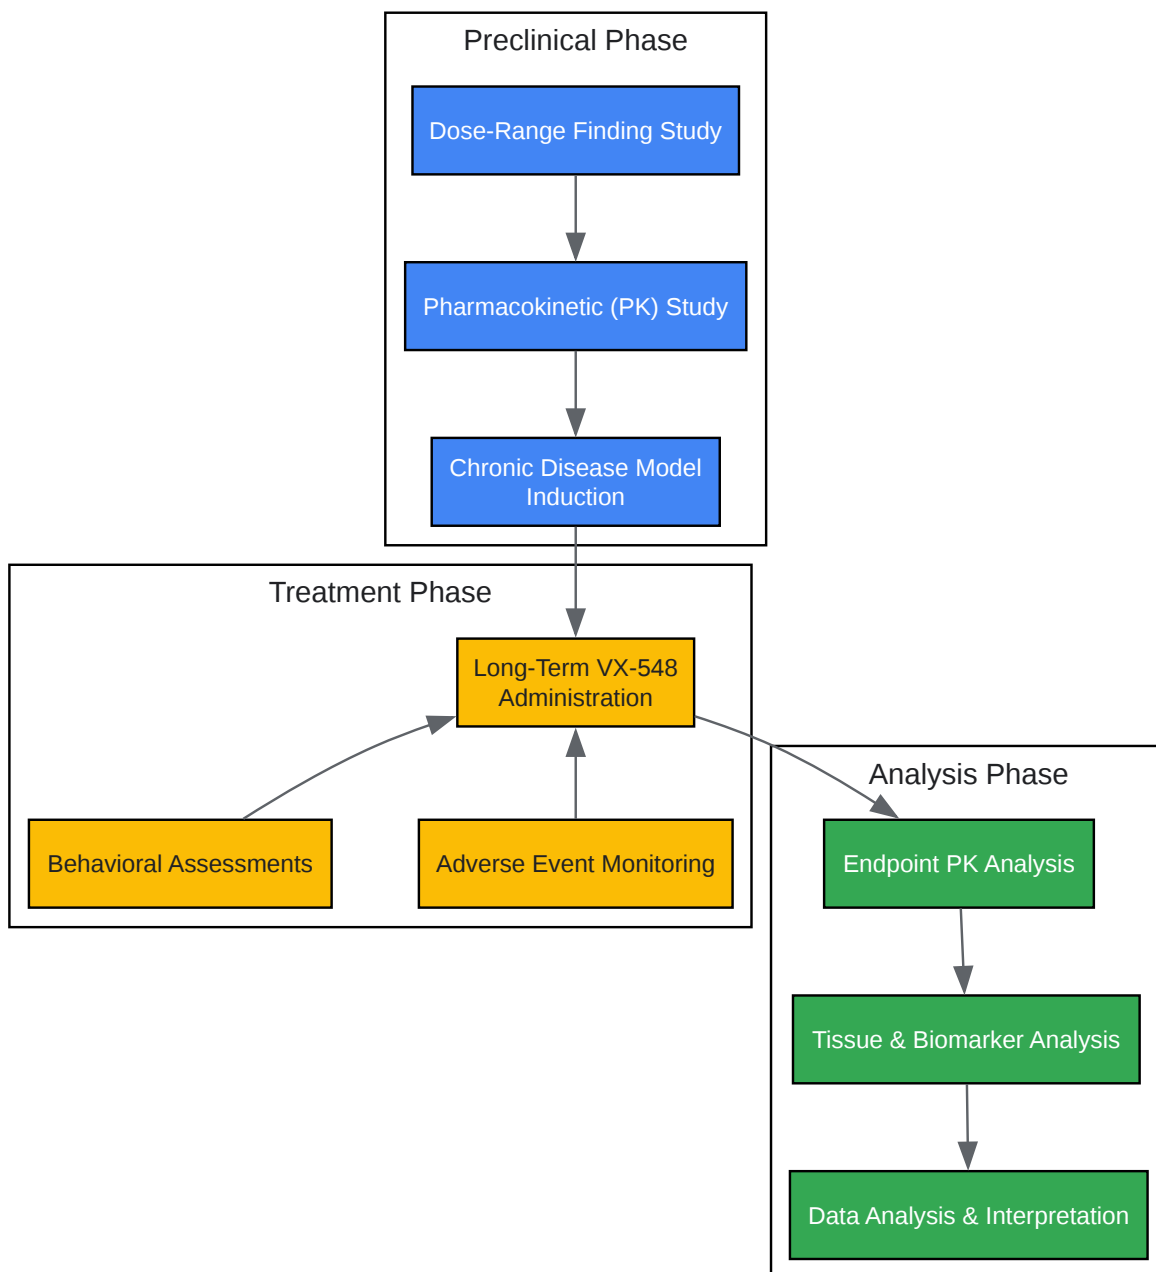 Preclinical Phase
Dose-Range Finding Study
Pharmacokinetic (PK) Study
Chronic Disease Model
Induction
Treatment Phase
Long-Term VX-548
Administration
Behavioral Assessments
Adverse Event Monitoring
Analysis Phase
Endpoint PK Analysis
Tissue & Biomarker Analysis
Data Analysis & Interpretation